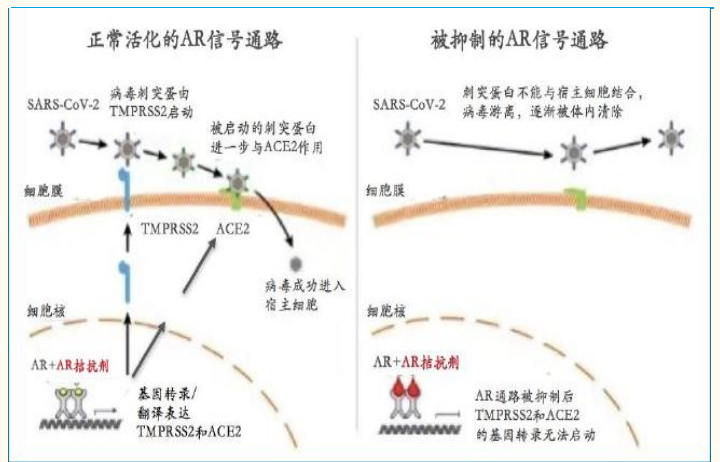 正常活化的AR信号通路
SARS-CoV-2
病毒刺突蛋由
TMPRSS2启动
被启动的刺突蛋白
进一步与ACE2作用
细胞膜
TMPRSS2
ACE2
病毒成功进入
宿主细胞
细胞核
AR+AR拮抗剂
基因转录/
翻译表达
TMPRSS2和ACE2
被抑制的AR信号通路
SARS-CoV-2
刺突蛋白不能与宿主细胞结合，
病毒游离，逐渐被体内清除
细胞膜
细胞核
AR+AR拮抗剂
AR通路被抑制后
TMPRSS2和ACE2
的基因转录无法启动